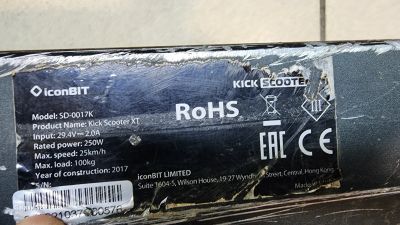 iconBIT
KICK SCOOTER
Model: SD-0017K
Product Name: Kick Scooter XT
Input: 29.4V⎓2.0A
Rated power: 250W
Max. speed: 25km/h
Max. load: 100kg
Year of construction: 2017
S/N:
RoHS
EAC CE
iconBIT LIMITED
Suite 1604-5, Wilson House, 19-27 Wyndham Street, Central, Hong Kong
Made in